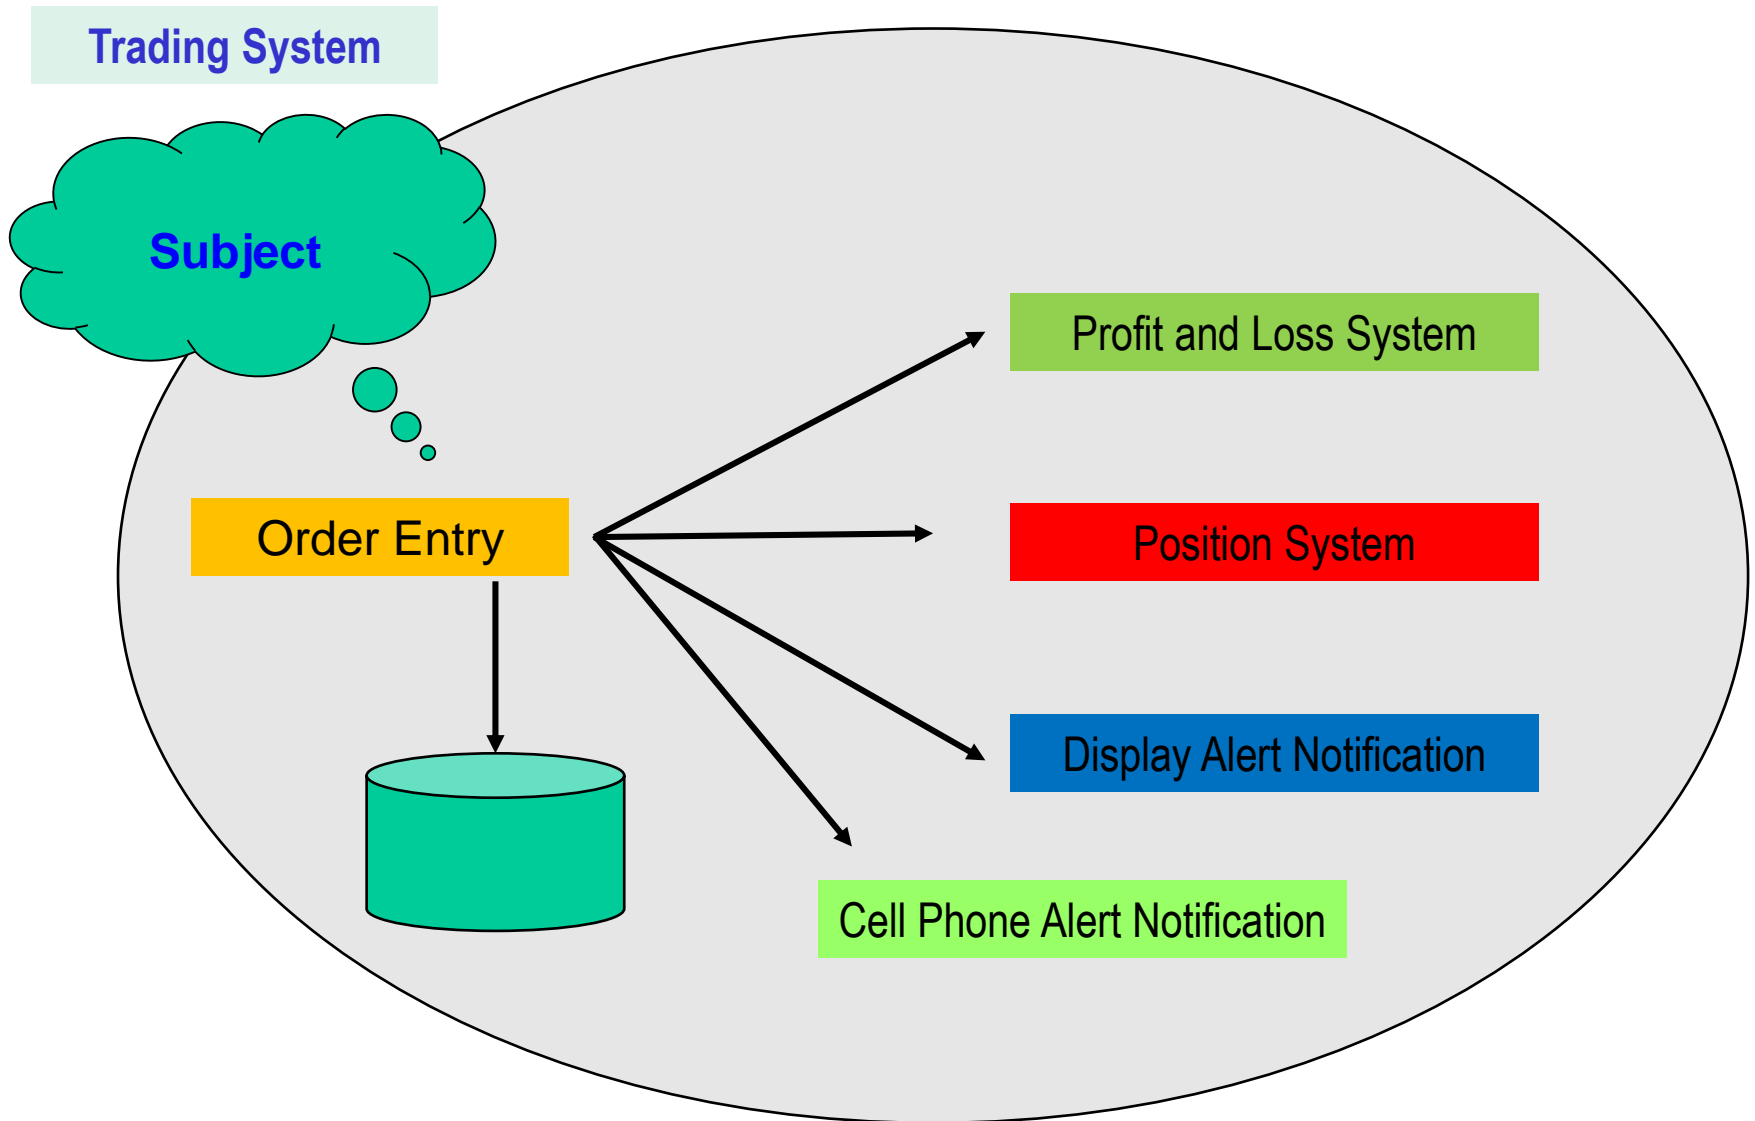 Trading System
Subject
Profit and Loss System
Order Entry
Position System
Display Alert Notification
Cell Phone Alert Notification